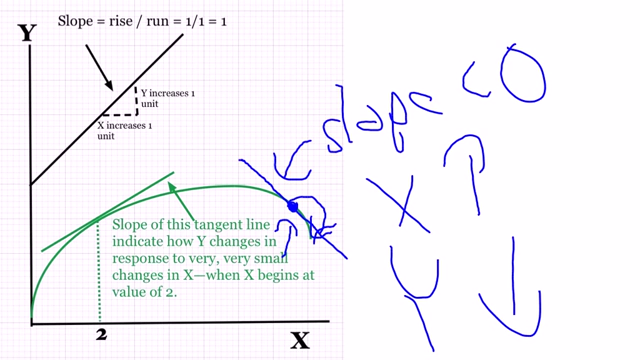 Slope = rise / run = 1/1 = 1
Y
Y increases 1
unit
X increases 1
unit
slope < 0
X ↑
Y ↓
Slope of this tangent line
indicate how Y changes in
response to very, very small
changes in X—when X begins at
value of 2.
2
X